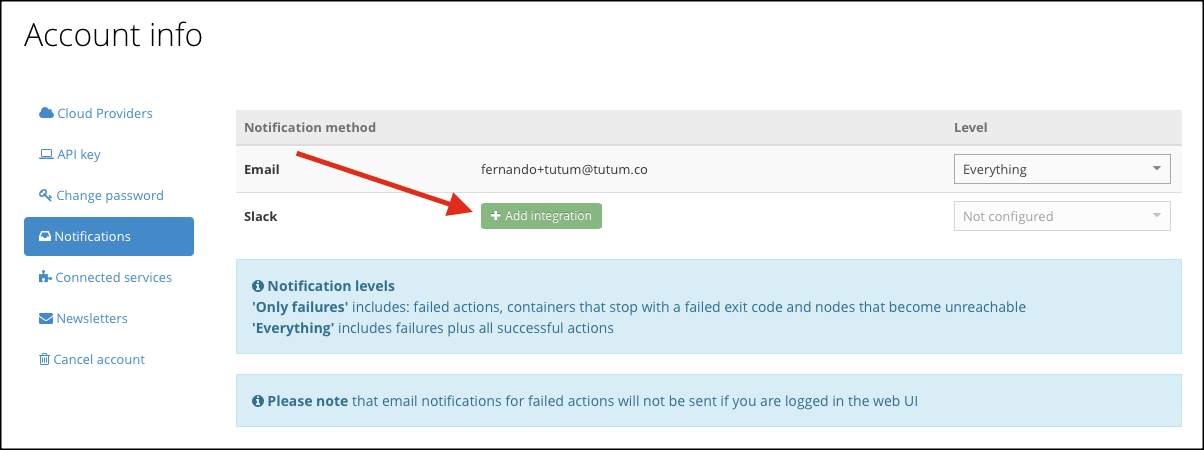 Account info
Cloud Providers
API key
Change password
Notifications
Connected services
Newsletters
Cancel account
Notification method Level
Email fernando+tutum@tutum.co Everything
Slack Add integration Not configured
Notification levels
'Only failures' includes: failed actions, containers that stop with a failed exit code and nodes that become unreachable
'Everything' includes failures plus all successful actions
Please note that email notifications for failed actions will not be sent if you are logged in the web UI